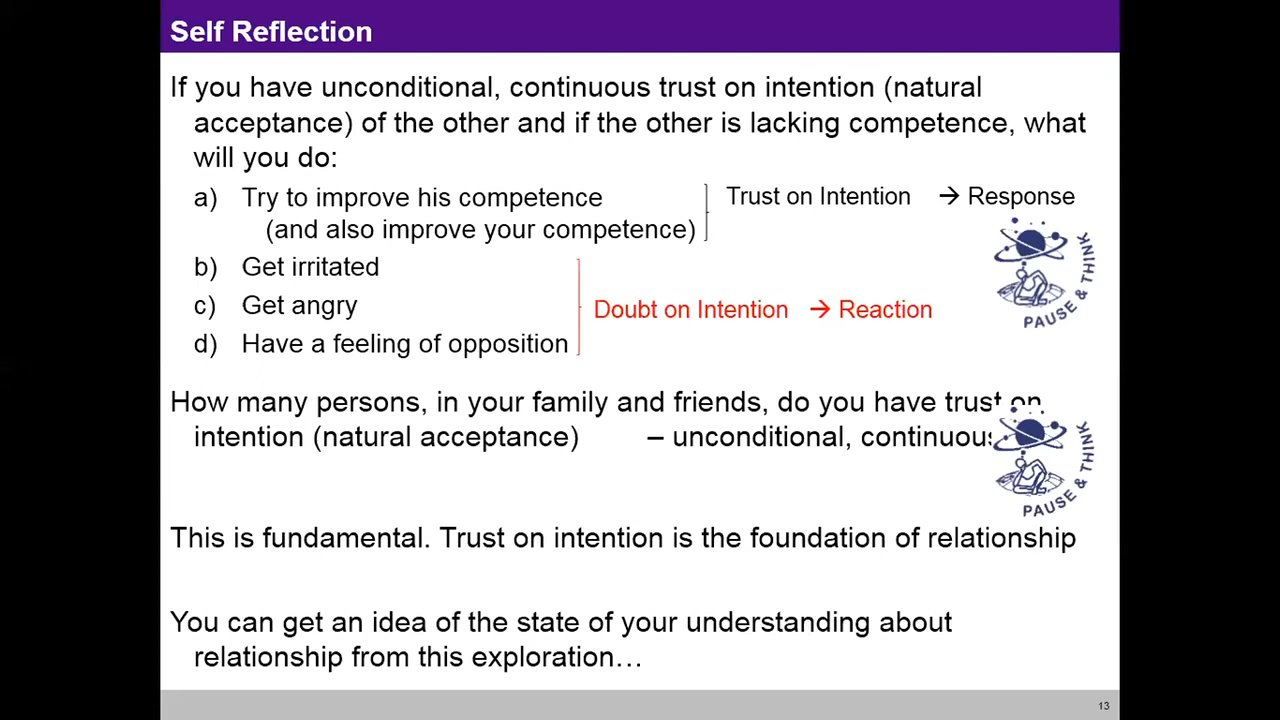 Self Reflection
If you have unconditional, continuous trust on intention (natural
acceptance) of the other and if the other is lacking competence, what
will you do:
a) Try to improve his competence
(and also improve your competence)
Trust on Intention → Response
b) Get irritated
c) Get angry
d) Have a feeling of opposition
Doubt on Intention → Reaction
PAUSE & THINK
How many persons, in your family and friends, do you have trust on
intention (natural acceptance) – unconditional, continuous
PAUSE & THINK
This is fundamental. Trust on intention is the foundation of relationship
You can get an idea of the state of your understanding about
relationship from this exploration…
13